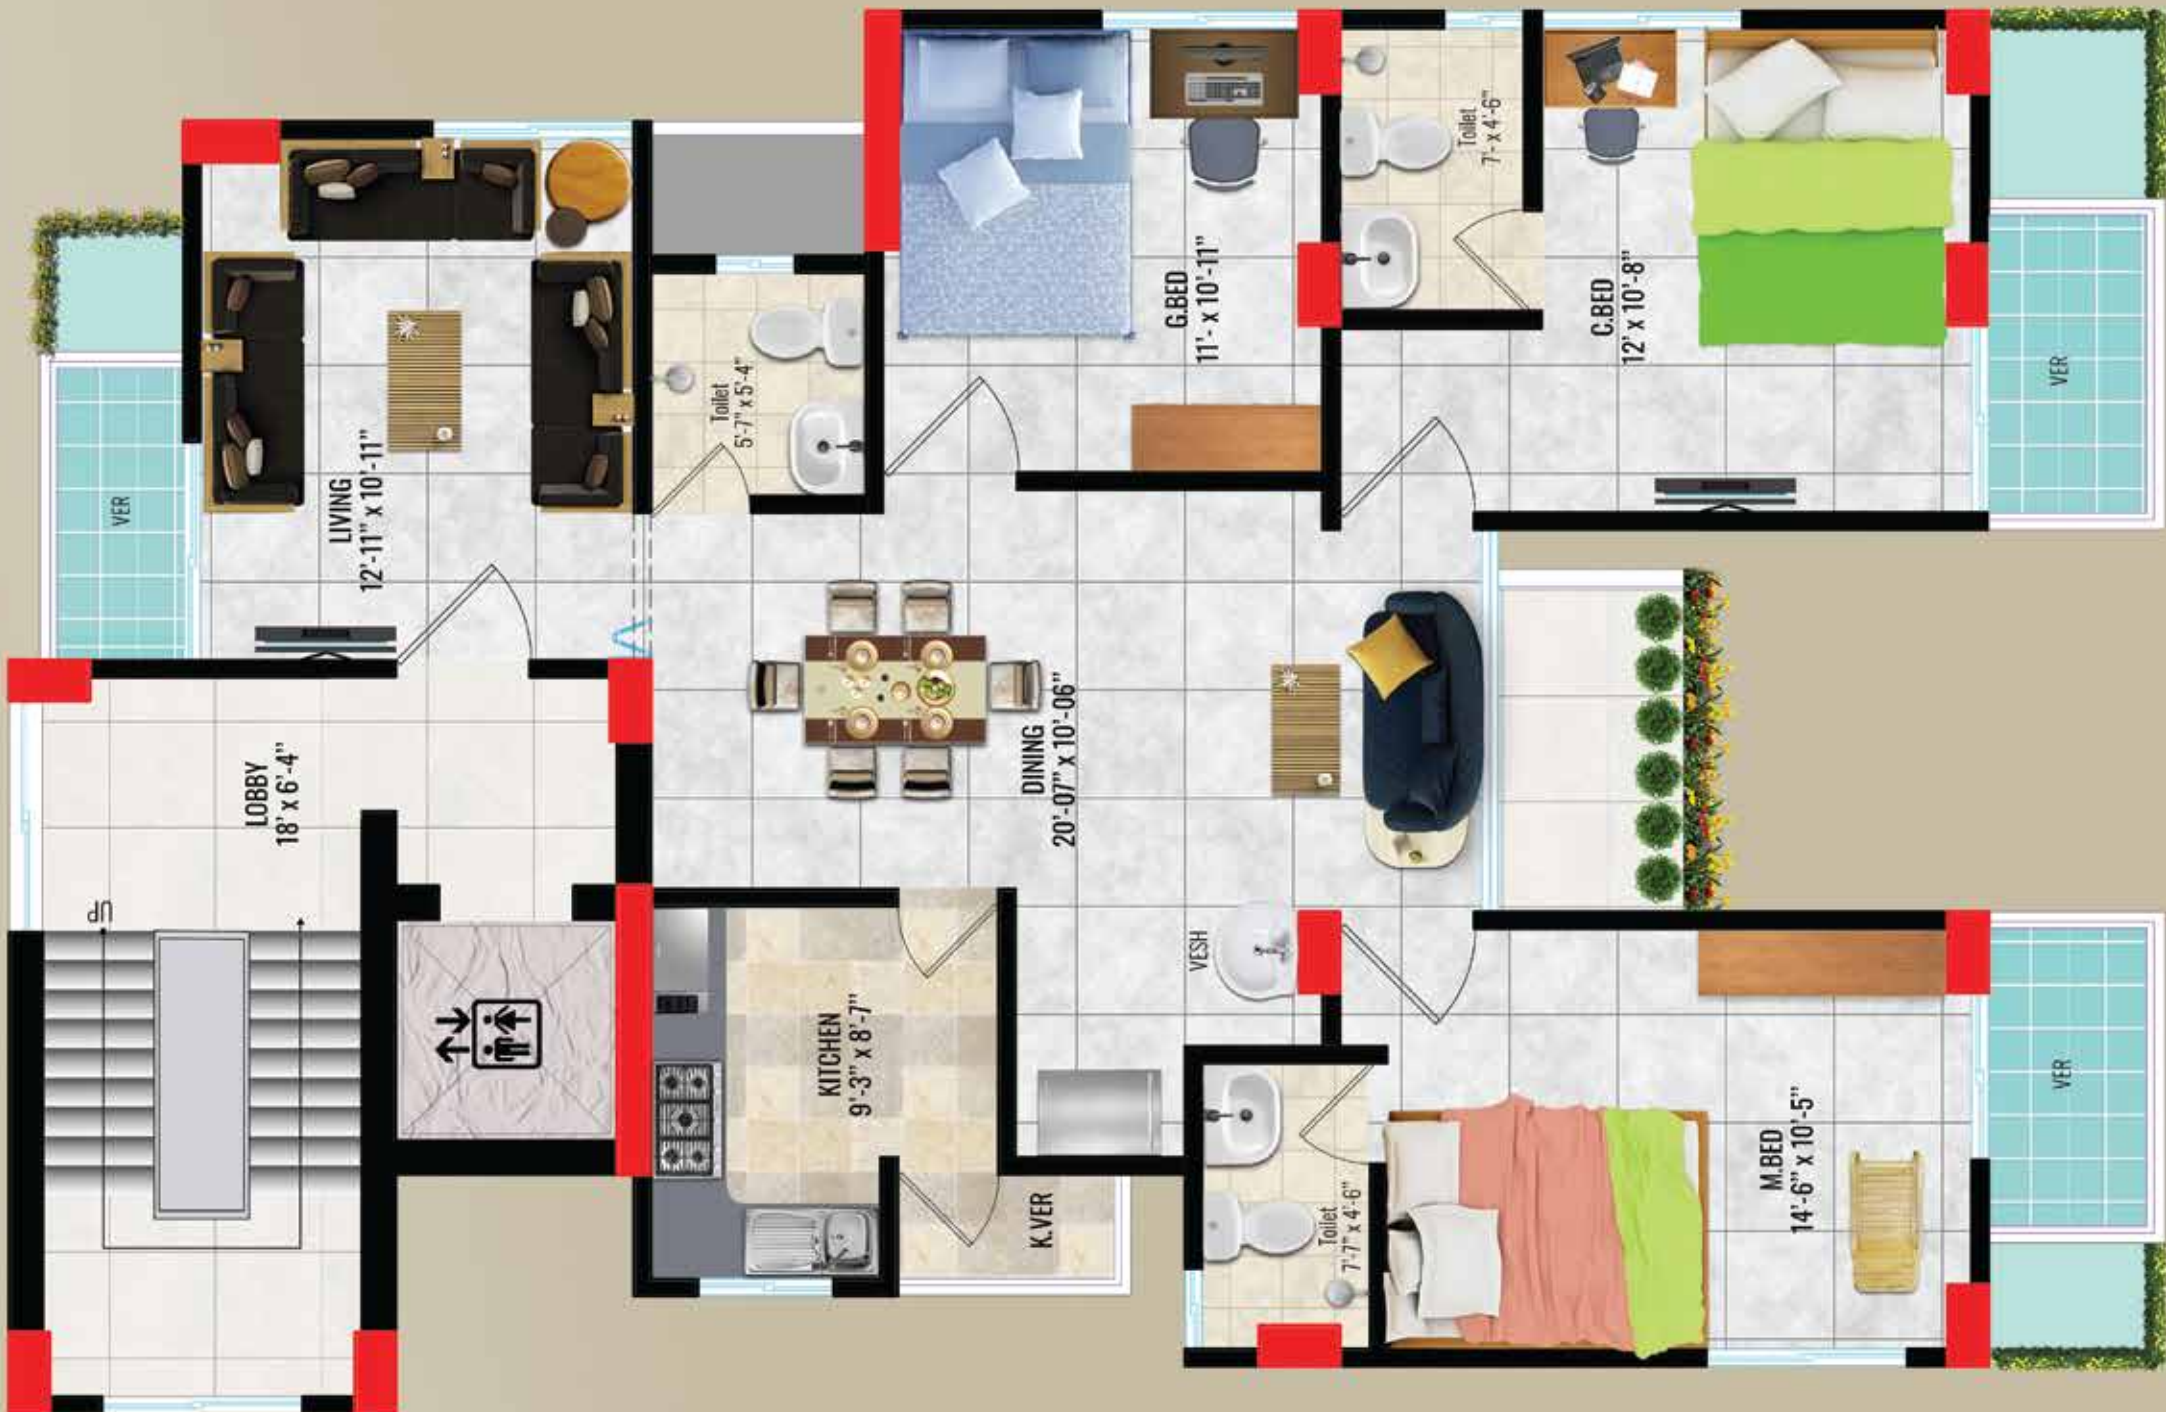 VER
LIVING
12'-11" x 10'-11"
Toilet
5'-7" x 5'-4"
G.BED
11'- x 10'-11"
Toilet
7'- x 4'-6"
C.BED
12' x 10'-8"
VER
LOBBY
18' x 6'-4"
UP
DINING
20'-07" x 10'-06"
KITCHEN
9'-3" x 8'-7"
VESH
K.VER
Toilet
7'-7" x 4'-6"
M.BED
14'-6" x 10'-5"
VER